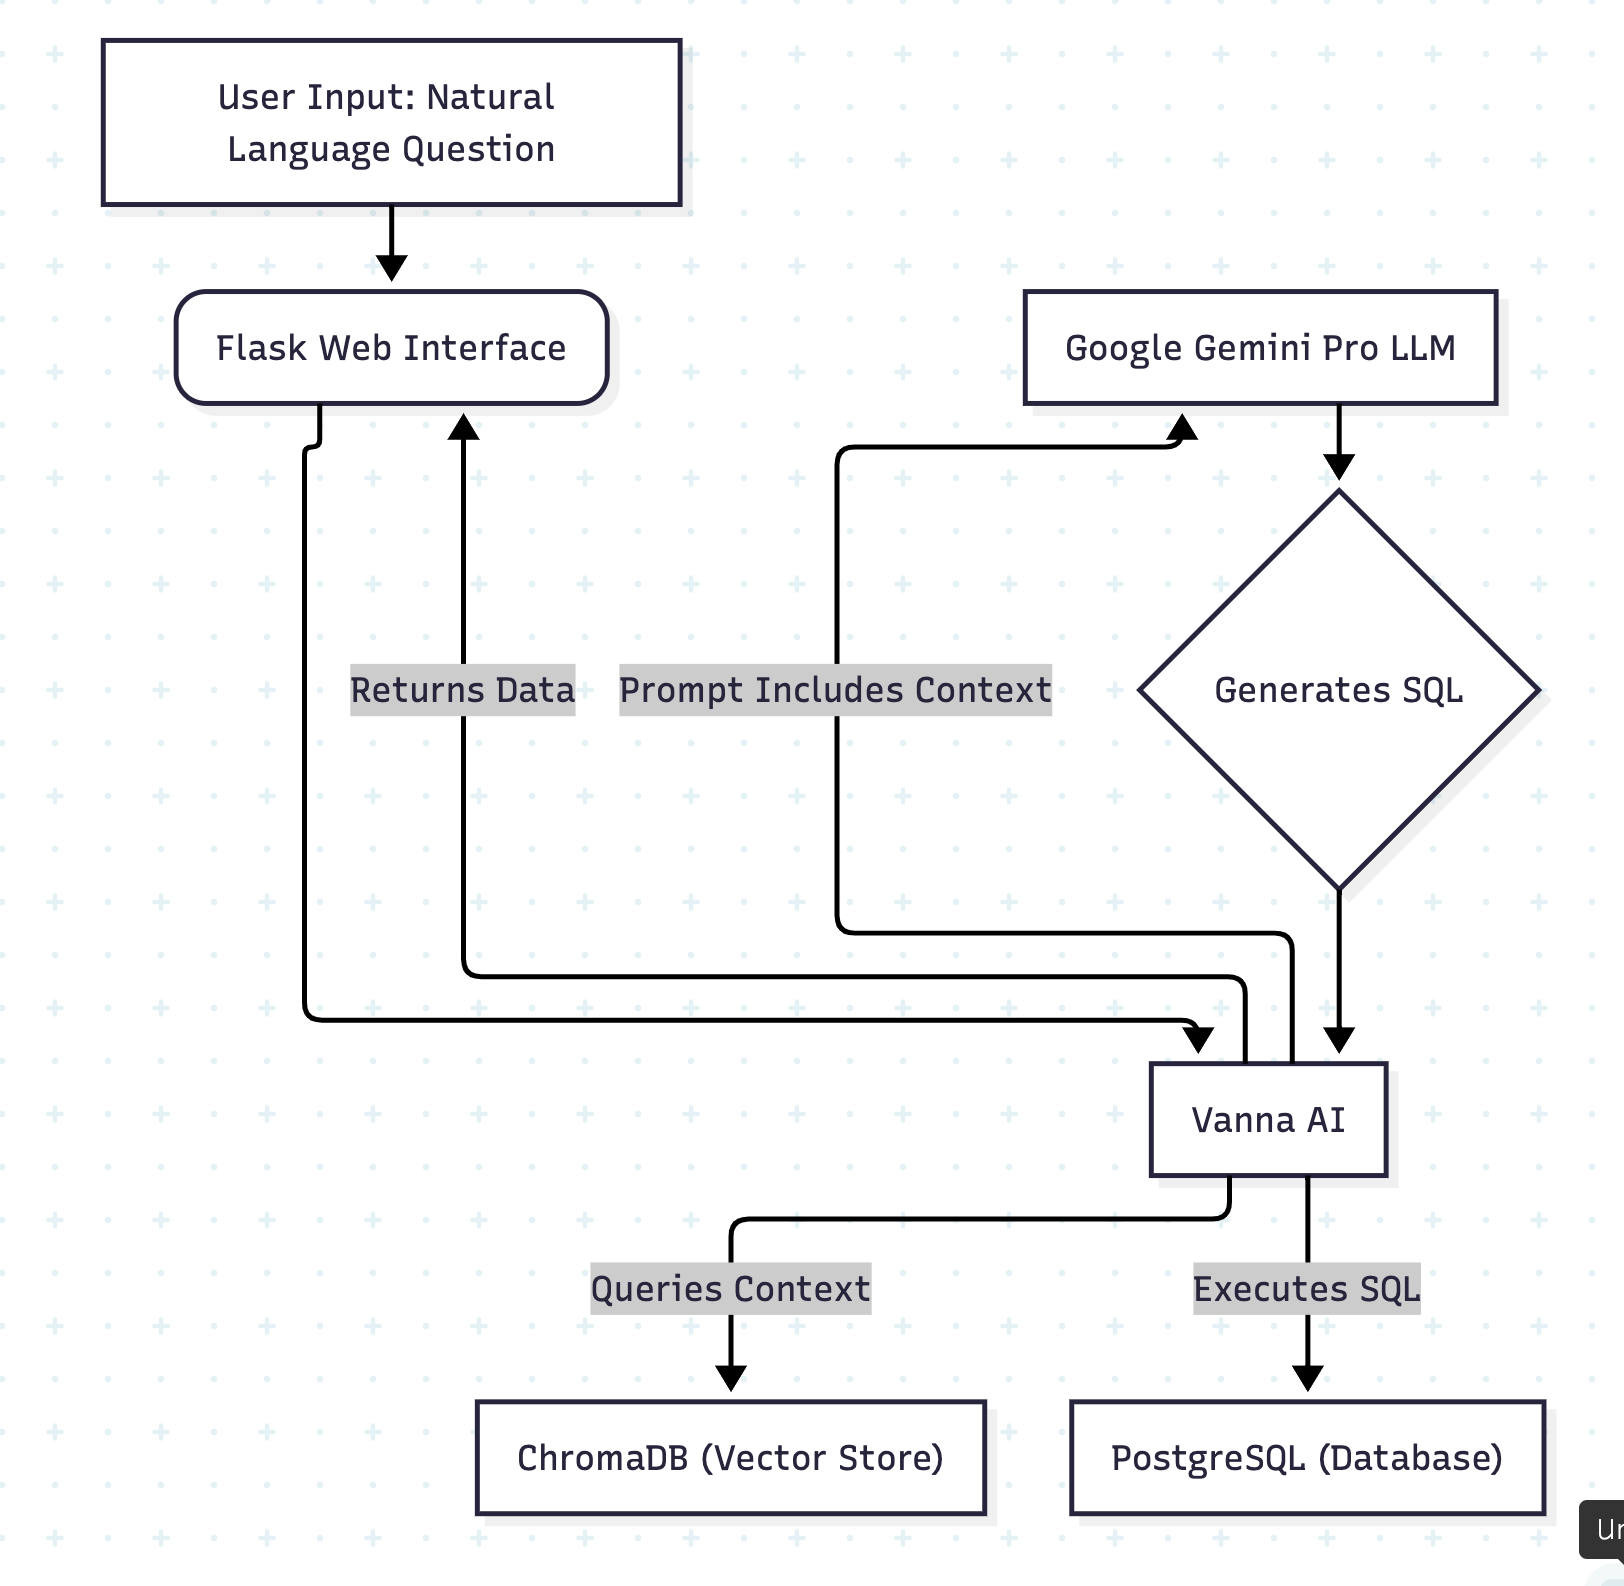 User Input: Natural
Language Question
Flask Web Interface
Google Gemini Pro LLM
Returns Data
Prompt Includes Context
Generates SQL
Vanna AI
Queries Context
Executes SQL
ChromaDB (Vector Store)
PostgreSQL (Database)